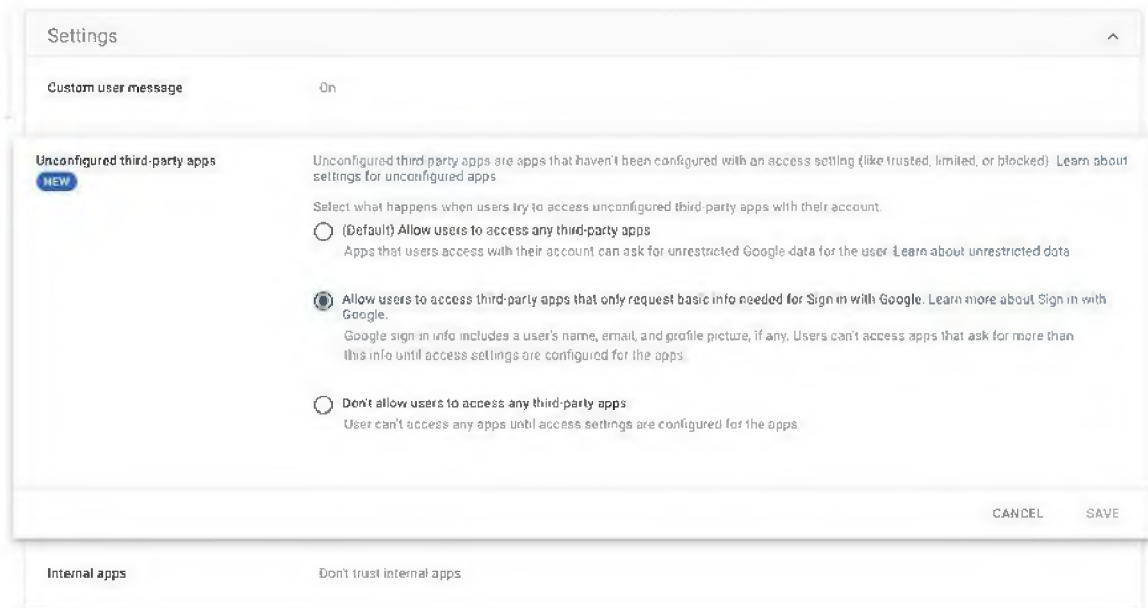 Settings
Custom user message
On
Unconfigured third-party apps
NEW
Unconfigured third party apps are apps that haven't been configured with an access setting (like trusted, limited, or blocked) Learn about
settings for unconfigured apps
Select what happens when users try to access unconfigured third-party apps with their account.
(Default) Allow users to access any third-party apps
Apps that users access with their account can ask for unrestricted Google data for the user Learn about unrestricted data
Allow users to access third-party apps that only request basic info needed for Sign in with Google. Learn more about Sign in with
Google.
Google sign in info includes a user's name, email, and profile picture, if any. Users can't access apps that ask for more than
this info until access settings are configured for the apps
Don't allow users to access any third-party apps
User can't access any apps until access settings are configured for the apps
CANCEL
SAVE
Internal apps
Don't trust internal apps